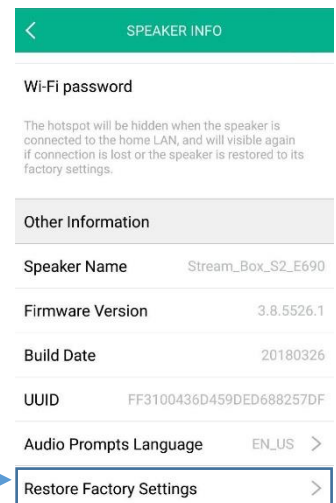 SPEAKER INFO
Wi-Fi password
The hotspot will be hidden when the speaker is
connected to the home LAN, and will visible again
if connection is lost or the speaker is restored to its
factory settings.
Other Information
Speaker Name Stream_Box_S2_E690
Firmware Version 3.8.5526.1
Build Date 20180326
UUID FF3100436D459DED688257DF
Audio Prompts Language EN_US >
Restore Factory Settings >